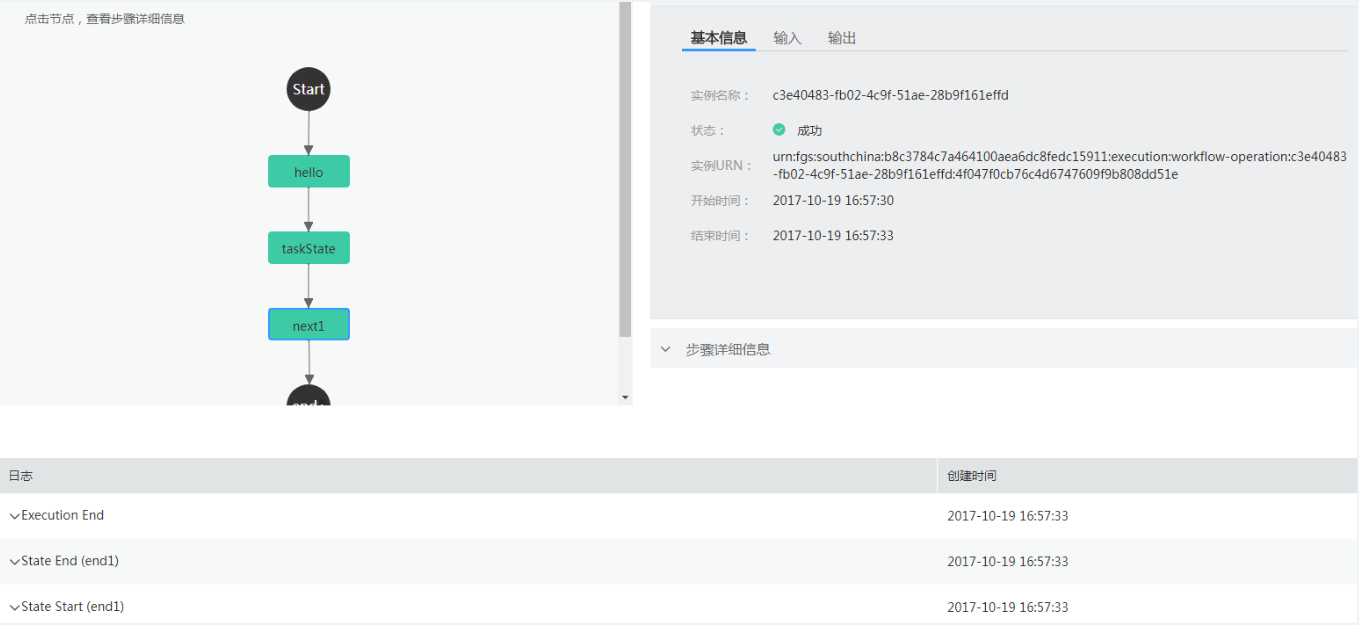 点击节点，查看步骤详细信息
Start
hello
taskState
next1
基本信息 输入 输出
实例名称： c3e40483-fb02-4c9f-51ae-28b9f161effd
状态： 成功
实例URN： urn:fgs:southchina:b8c3784c7a464100aea6dc8fedc15911:execution:workflow-operation:c3e40483
-fb02-4c9f-51ae-28b9f161effd:4f047f0cb76c4d6747609f9b808dd51e
开始时间： 2017-10-19 16:57:30
结束时间： 2017-10-19 16:57:33
步骤详细信息
日志 创建时间
Execution End 2017-10-19 16:57:33
State End (end1) 2017-10-19 16:57:33
State Start (end1) 2017-10-19 16:57:33